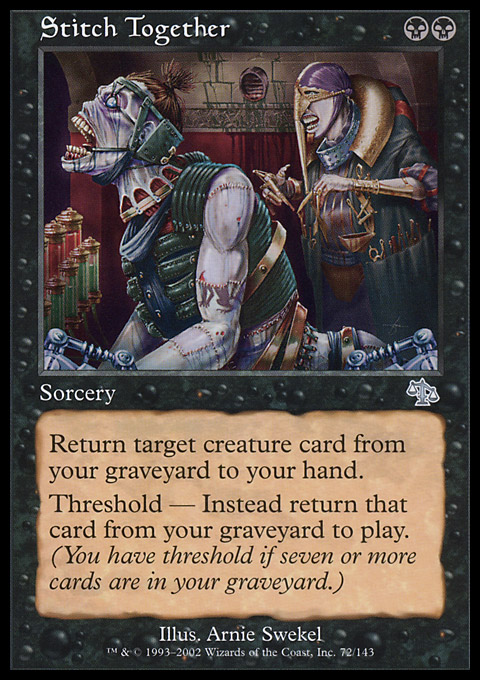 Stitch Together
Sorcery
Return target creature card from
your graveyard to your hand.
Threshold — Instead return that
card from your graveyard to play.
(You have threshold if seven or more
cards are in your graveyard.)
Illus. Arnie Swekel
™ & © 1993–2002 Wizards of the Coast, Inc. 72/143